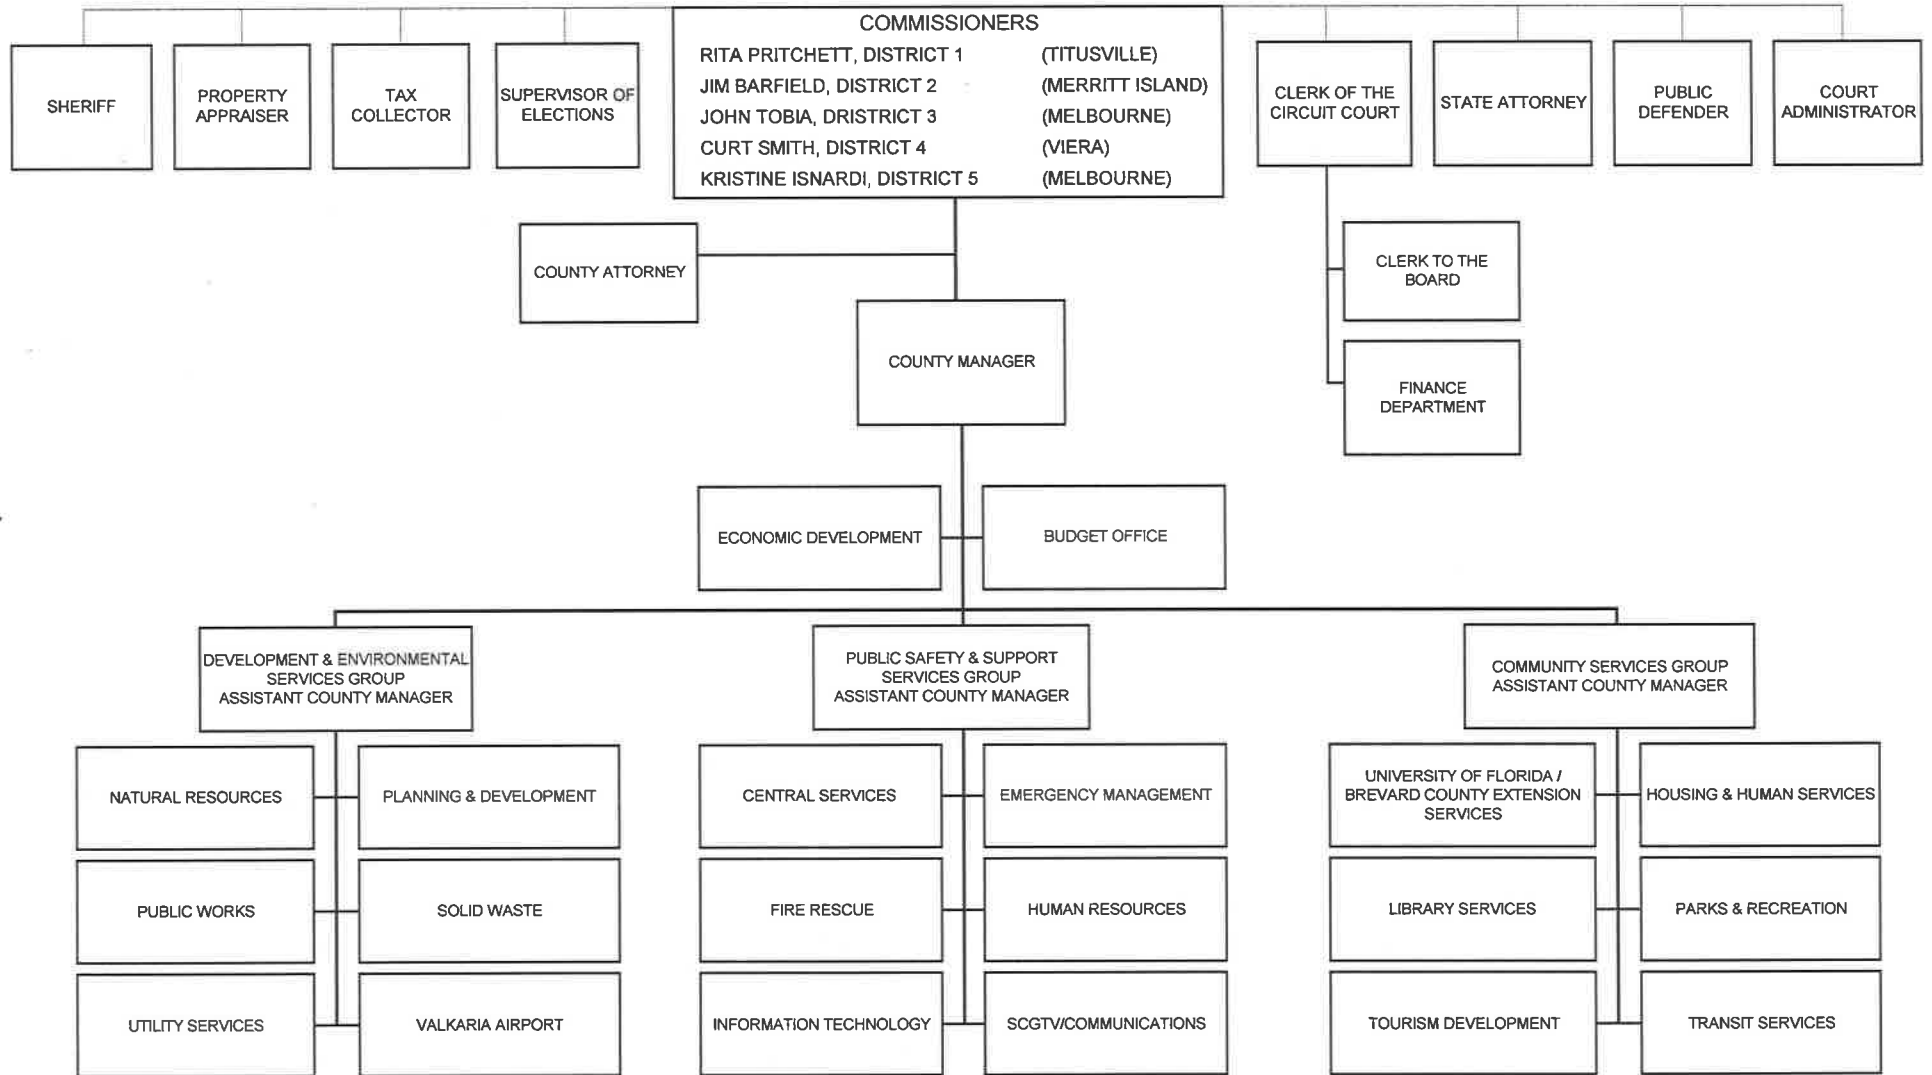 COMMISSIONERS
RITA PRITCHETT, DISTRICT 1 (TITUSVILLE)
JIM BARFIELD, DISTRICT 2 (MERRITT ISLAND)
JOHN TOBIA, DRISTRICT 3 (MELBOURNE)
CURT SMITH, DISTRICT 4 (VIERA)
KRISTINE ISNARDI, DISTRICT 5 (MELBOURNE)
SHERIFF
PROPERTY
APPRAISER
TAX
COLLECTOR
SUPERVISOR OF
ELECTIONS
CLERK OF THE
CIRCUIT COURT
STATE ATTORNEY
PUBLIC
DEFENDER
COURT
ADMINISTRATOR
COUNTY ATTORNEY
CLERK TO THE
BOARD
COUNTY MANAGER
FINANCE
DEPARTMENT
ECONOMIC DEVELOPMENT
BUDGET OFFICE
DEVELOPMENT & ENVIRONMENTAL
SERVICES GROUP
ASSISTANT COUNTY MANAGER
PUBLIC SAFETY & SUPPORT
SERVICES GROUP
ASSISTANT COUNTY MANAGER
COMMUNITY SERVICES GROUP
ASSISTANT COUNTY MANAGER
NATURAL RESOURCES
PLANNING & DEVELOPMENT
CENTRAL SERVICES
EMERGENCY MANAGEMENT
UNIVERSITY OF FLORIDA /
BREVARD COUNTY EXTENSION
SERVICES
HOUSING & HUMAN SERVICES
PUBLIC WORKS
SOLID WASTE
FIRE RESCUE
HUMAN RESOURCES
LIBRARY SERVICES
PARKS & RECREATION
UTILITY SERVICES
VALKARIA AIRPORT
INFORMATION TECHNOLOGY
SCGTV/COMMUNICATIONS
TOURISM DEVELOPMENT
TRANSIT SERVICES